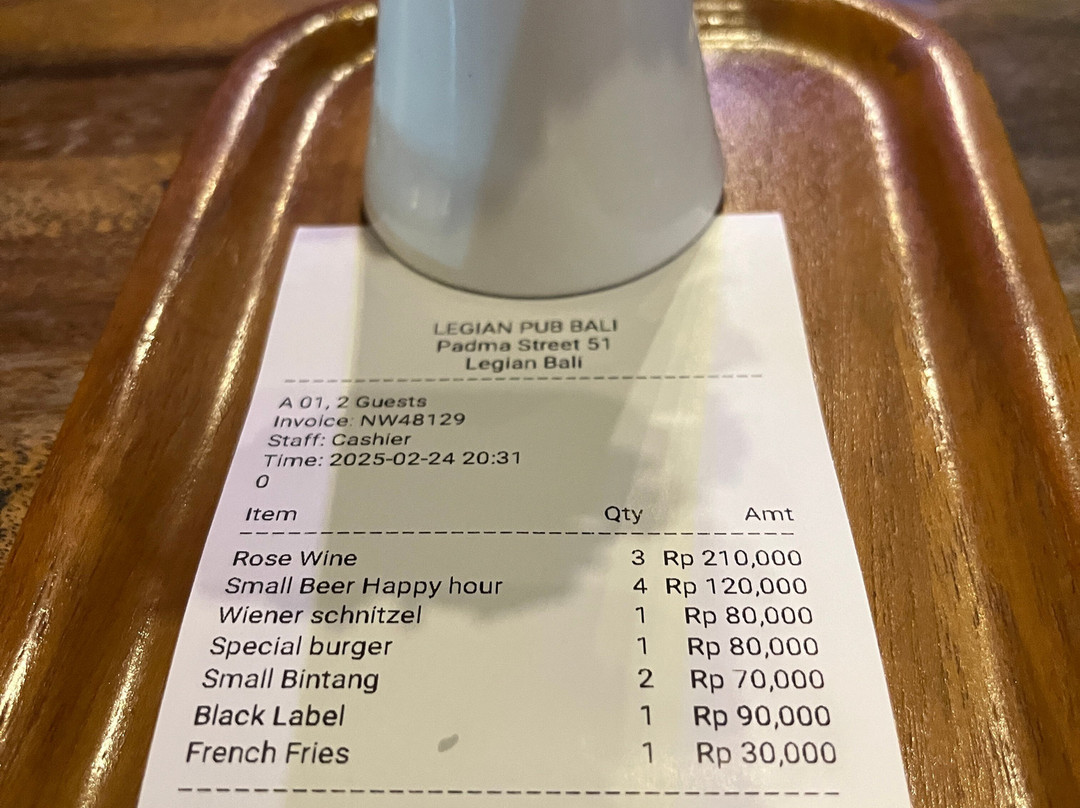 LEGIAN PUB BALI
Padma Street 51
Legian Bali
A 01, 2 Guests
Invoice: NW48129
Staff: Cashier
Time: 2025-02-24 20:31
0
Item Qty Amt
Rose Wine 3 Rp 210,000
Small Beer Happy hour 4 Rp 120,000
Wiener schnitzel 1 Rp 80,000
Special burger 1 Rp 80,000
Small Bintang 2 Rp 70,000
Black Label 1 Rp 90,000
French Fries 1 Rp 30,000